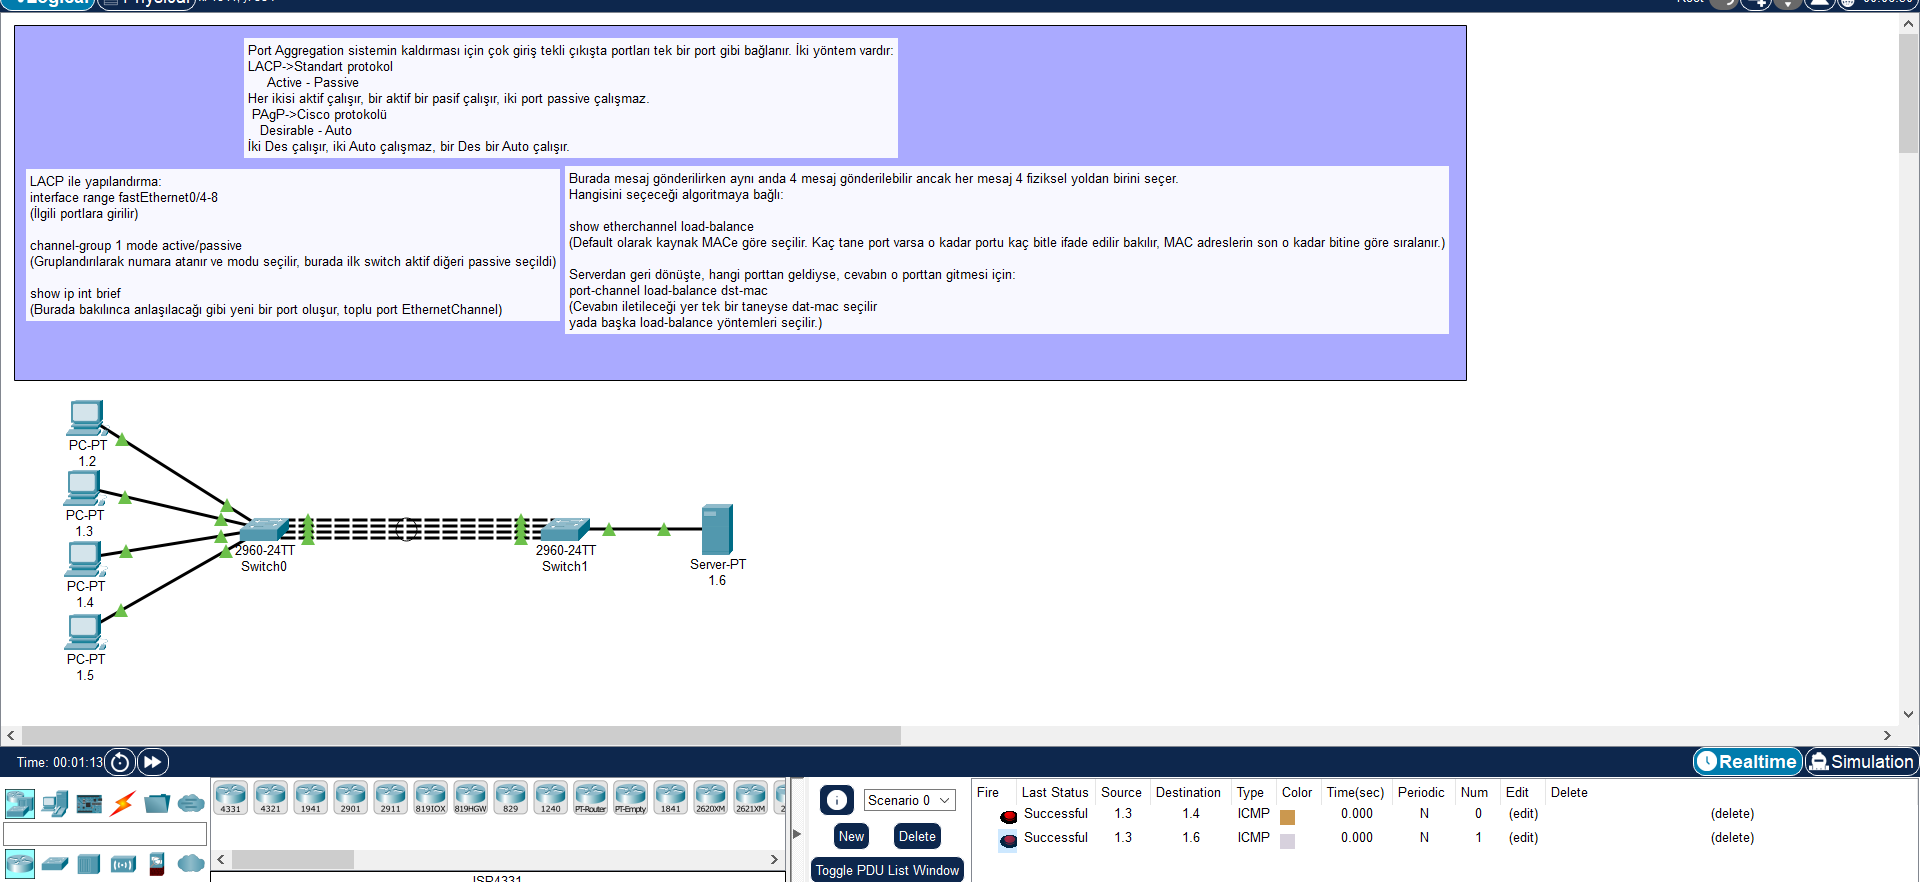 Logical
Physical
Root
Port Aggregation sistemin kaldırması için çok giriş tekli çıkışta portları tek bir port gibi bağlanır. İki yöntem vardır:
LACP->Standart protokol
Active - Passive
Her ikisi aktif çalışır, bir aktif bir pasif çalışır, iki port passive çalışmaz.
PAgP->Cisco protokolü
Desirable - Auto
İki Des çalışır, iki Auto çalışmaz, bir Des bir Auto çalışır.
LACP ile yapılandırma:
interface range fastEthernet0/4-8
(İlgili portlara girilir)
channel-group 1 mode active/passive
(Gruplandırılarak numara atanır ve modu seçilir, burada ilk switch aktif diğeri passive seçildi)
show ip int brief
(Burada bakılınca anlaşılacağı gibi yeni bir port oluşur, toplu port EthernetChannel)
Burada mesaj gönderilirken aynı anda 4 mesaj gönderilebilir ancak her mesaj 4 fiziksel yoldan birini seçer.
Hangisini seçeceği algoritmaya bağlı:
show etherchannel load-balance
(Default olarak kaynak MACe göre seçilir. Kaç tane port varsa o kadar portu kaç bitle ifade edilir bakılır, MAC adreslerin son o kadar bitine göre sıralanır.)
Serverdan geri dönüşte, hangi porttan geldiyse, cevabın o porttan gitmesi için:
port-channel load-balance dst-mac
(Cevabın iletileceği yer tek bir taneyse dat-mac seçilir
yada başka load-balance yöntemleri seçilir.)
PC-PT
1.2
PC-PT
1.3
PC-PT
1.4
PC-PT
1.5
2960-24TT
Switch0
2960-24TT
Switch1
Server-PT
1.6
Time: 00:01:13
Realtime
Simulation
4331 4321 1941 2901 2911 819IOX 819HGW 829 1240 PT-Router PT-Empty 1841 2620XM 2621XM
ISR4331
Scenario 0
New
Delete
Toggle PDU List Window
Fire Last Status Source Destination Type Color Time(sec) Periodic Num Edit Delete
Successful 1.3 1.4 ICMP 0.000 N 0 (edit) (delete)
Successful 1.3 1.6 ICMP 0.000 N 1 (edit) (delete)